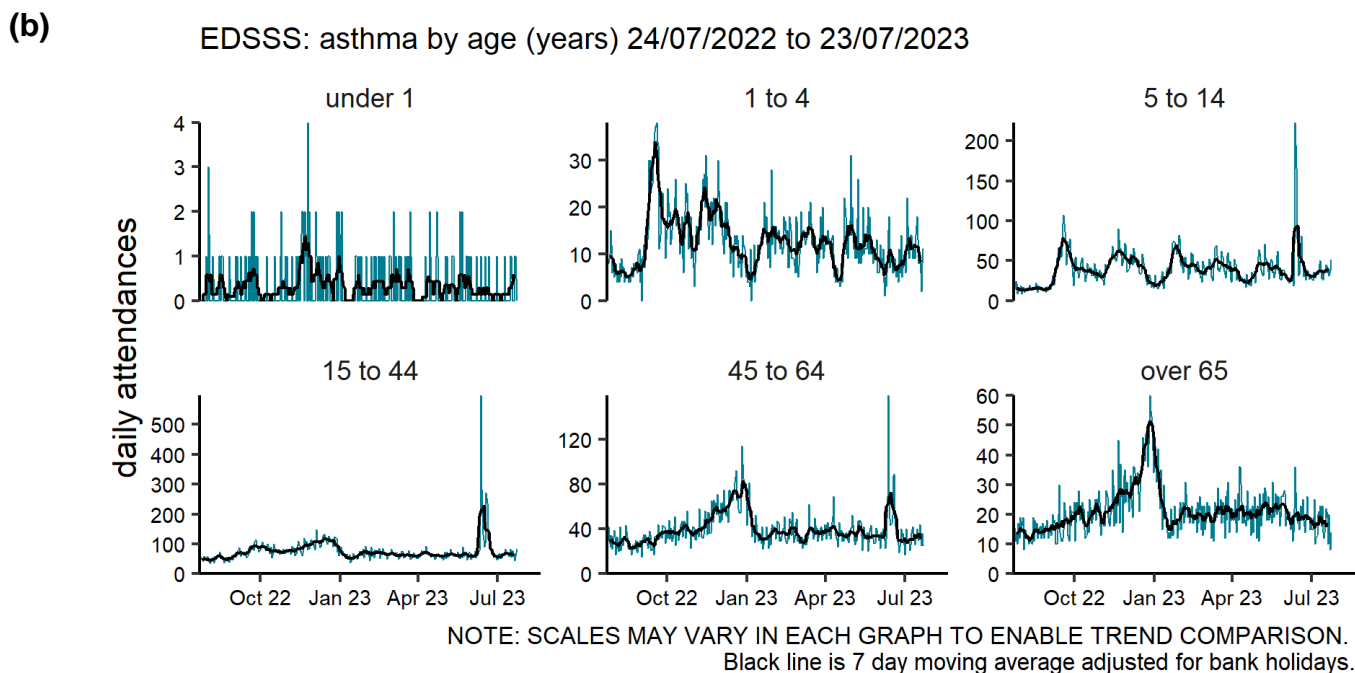 (b)
EDSSS: asthma by age (years) 24/07/2022 to 23/07/2023
daily attendances
under 1
4
3
2
1
0
1 to 4
30
20
10
0
5 to 14
200
150
100
50
0
15 to 44
500
400
300
200
100
0
Oct 22 Jan 23 Apr 23 Jul 23
45 to 64
120
80
40
0
Oct 22 Jan 23 Apr 23 Jul 23
over 65
60
50
40
30
20
10
0
Oct 22 Jan 23 Apr 23 Jul 23
NOTE: SCALES MAY VARY IN EACH GRAPH TO ENABLE TREND COMPARISON.
Black line is 7 day moving average adjusted for bank holidays.